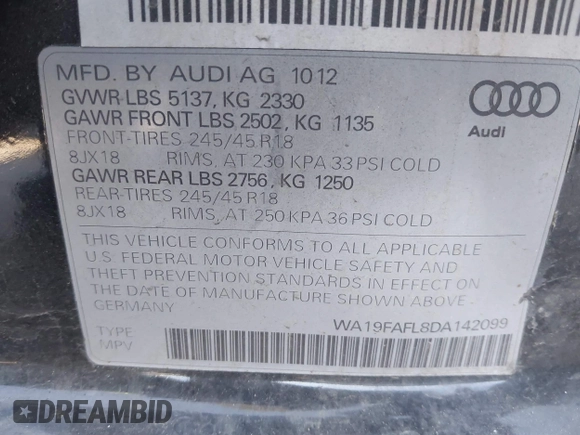 MFD. BY AUDI AG 1012
GVWR LBS 5137, KG 2330
GAWR FRONT LBS 2502, KG 1135
FRONT-TIRES 245/45 R18
8JX18 RIMS, AT 230 KPA 33 PSI COLD
GAWR REAR LBS 2756, KG 1250
REAR-TIRES 245/45 R18
8JX18 RIMS, AT 250 KPA 36 PSI COLD
Audi
THIS VEHICLE CONFORMS TO ALL APPLICABLE
U.S. FEDERAL MOTOR VEHICLE SAFETY AND
THEFT PREVENTION STANDARDS IN EFFECT ON
THE DATE OF MANUFACTURE SHOWN ABOVE.
GERMANY
WA19FAFL8DA142099
TYPE
MPV
DREAMBID